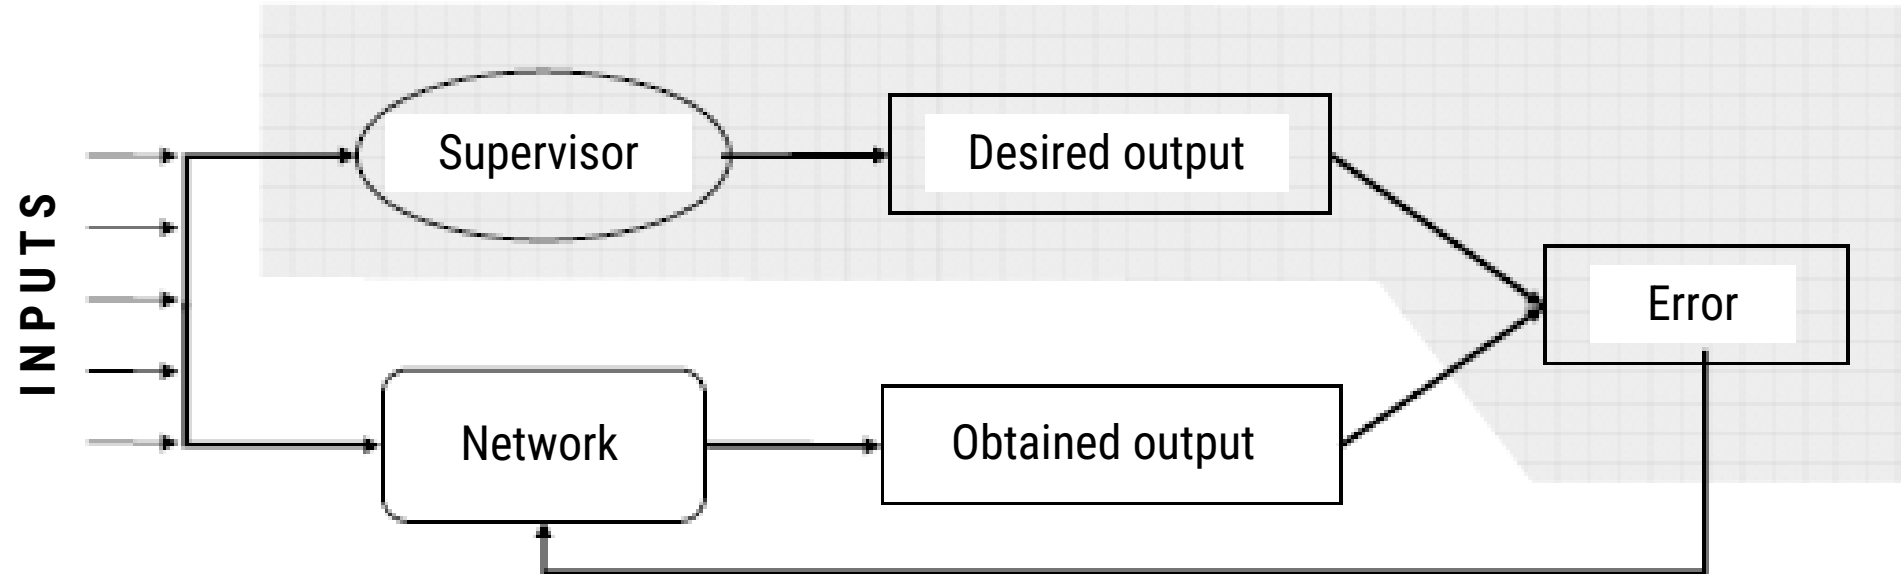 INPUTS
Supervisor
Desired output
Error
Network
Obtained output